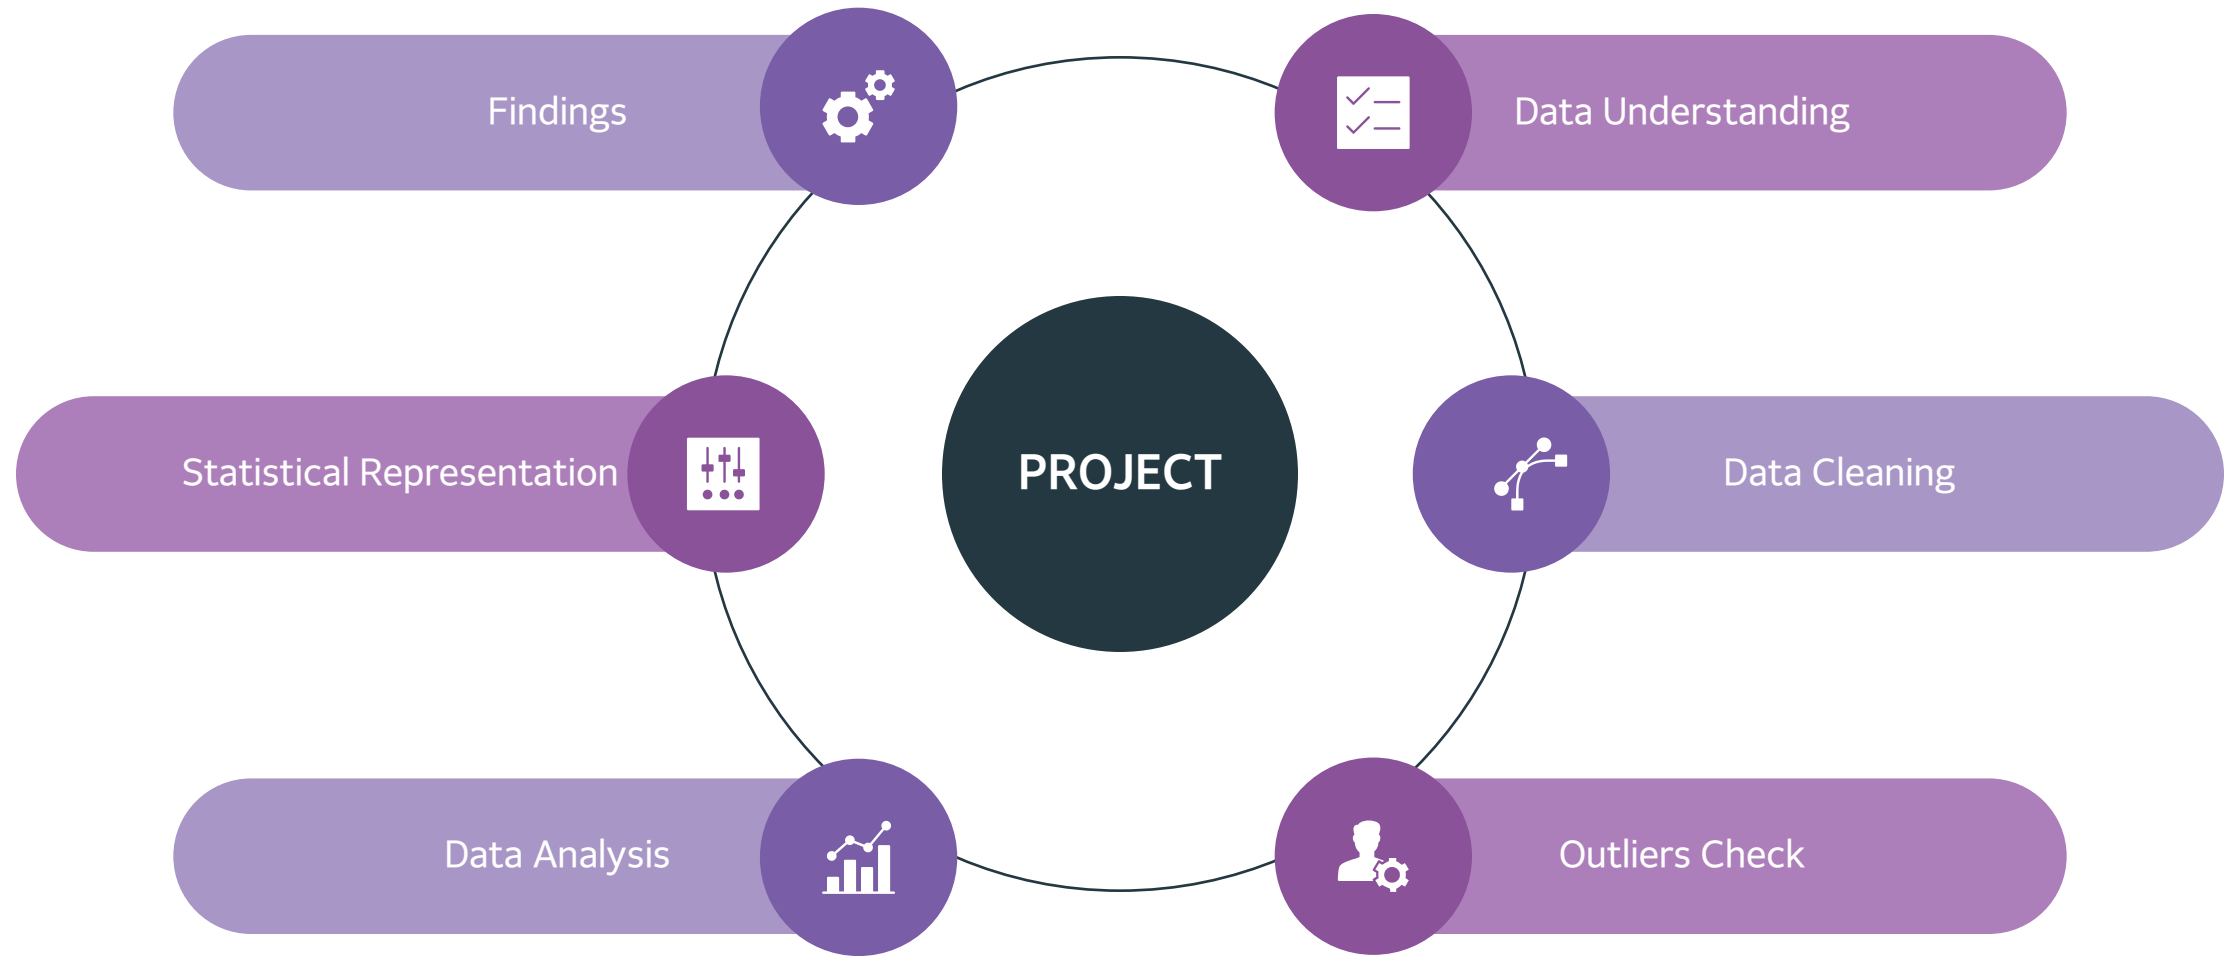 Findings
Data Understanding
Statistical Representation
PROJECT
Data Cleaning
Data Analysis
Outliers Check